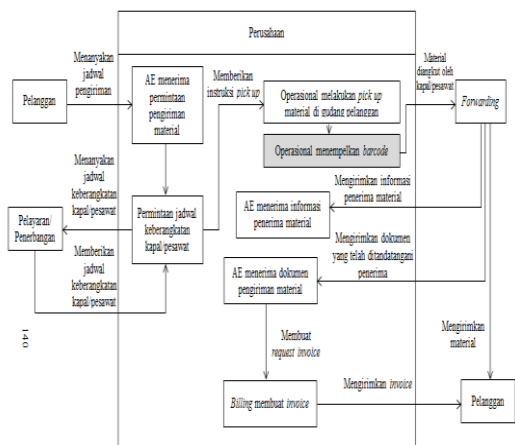 Perusahaan
Menanyakan
jadwal
pengiriman
Pelanggan
AE menerima
permintaan
pengiriman
material
Memberikan
instruksi pick up
Operasional melakukan pick up
material di gudang pelanggan
Operasional menempelkan barcode
Material
diangkut oleh
kapal/pesawat
Forwarding
Menanyakan
jadwal
keberangkatan
kapal/pesawat
Pelayaran/
Penerbangan
Permintaan jadwal
keberangkatan
kapal/pesawat
Memberikan
jadwal
keberangkatan
kapal/pesawat
Mengirimkan informasi
penerima material
AE menerima informasi
penerima material
Mengirimkan dokumen
yang telah ditandatangani
penerima
AE menerima dokumen
pengiriman material
Membuat
request invoice
Mengirimkan
material
Billing membuat invoice
Mengirimkan invoice
Pelanggan
140